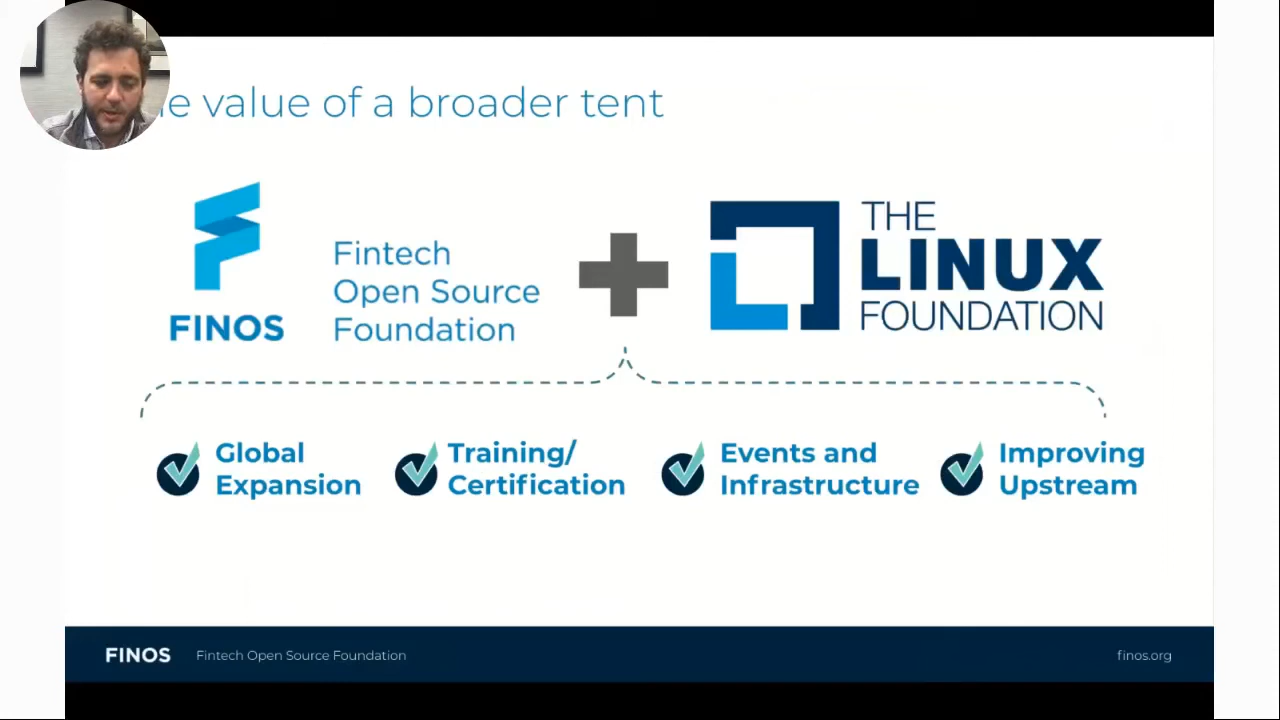 e value of a broader tent
FINOS
Fintech
Open Source
Foundation
THE
LINUX
FOUNDATION
Global
Expansion
Training/
Certification
Events and
Infrastructure
Improving
Upstream
FINOS Fintech Open Source Foundation finos.org